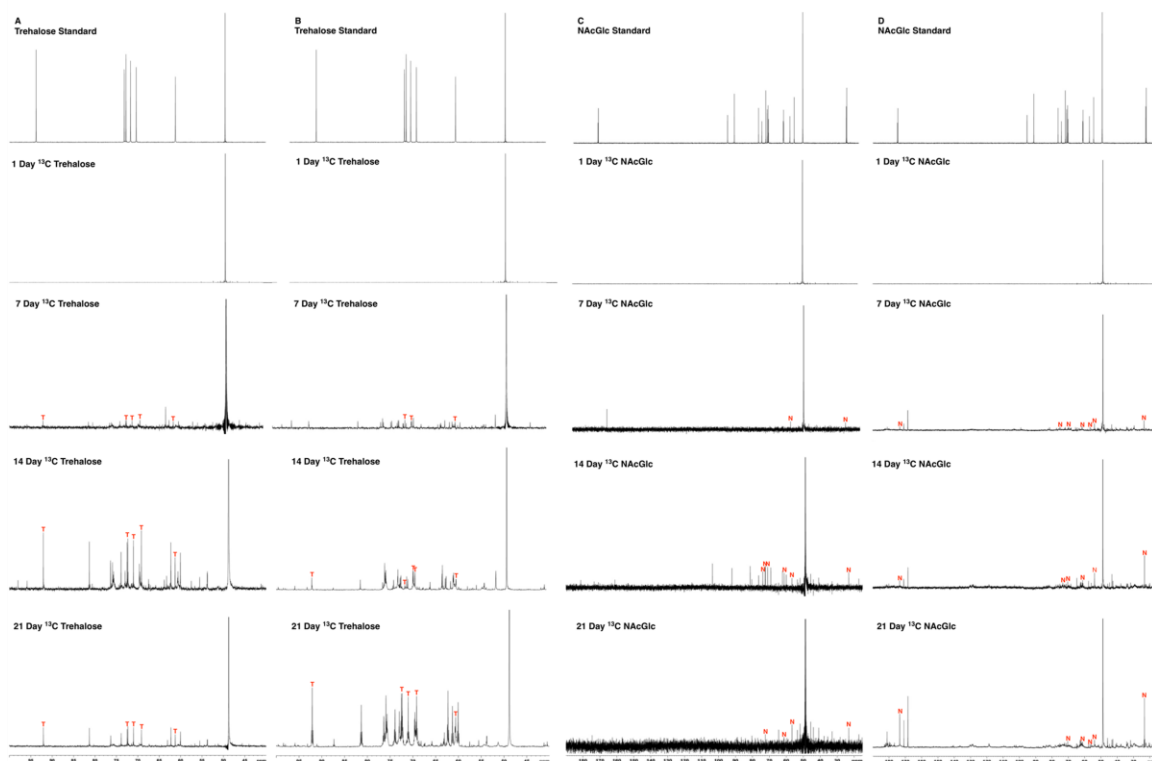 A
Trehalose Standard
B
Trehalose Standard
C
NAcGlc Standard
D
NAcGlc Standard
1 Day ¹³C Trehalose
1 Day ¹³C Trehalose
1 Day ¹³C NAcGlc
1 Day ¹³C NAcGlc
7 Day ¹³C Trehalose
7 Day ¹³C Trehalose
7 Day ¹³C NAcGlc
7 Day ¹³C NAcGlc
T T T T T
T T T
N N
N N N N N N N
14 Day ¹³C Trehalose
14 Day ¹³C Trehalose
14 Day ¹³C NAcGlc
14 Day ¹³C NAcGlc
T T T T T
T T T T T
N N N N N
N N N N N N
21 Day ¹³C Trehalose
21 Day ¹³C Trehalose
21 Day ¹³C NAcGlc
21 Day ¹³C NAcGlc
T T T T T
T T T T T
N N N N
N N N N N N